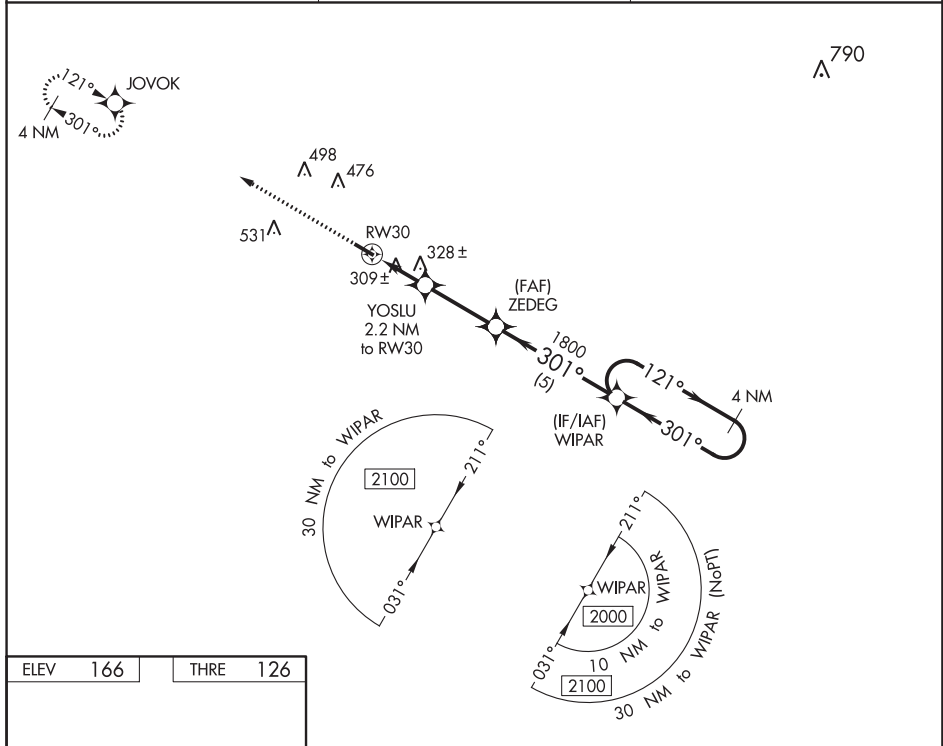 790
121°
JOVOK
301°
4 NM
498
476
531
RW30
328 ±
309 ±
(FAF)
ZEDEG
YOSLU
2.2 NM
to RW30
1800
301°
(5)
121°
4 NM
(IF/IAF)
WIPAR
301°
30 NM to WIPAR
2100
211°
WIPAR
031°
211°
WIPAR
2000
031°
10 NM to WIPAR
2100
30 NM to WIPAR (NoPT)
ELEV 166
THRE 126